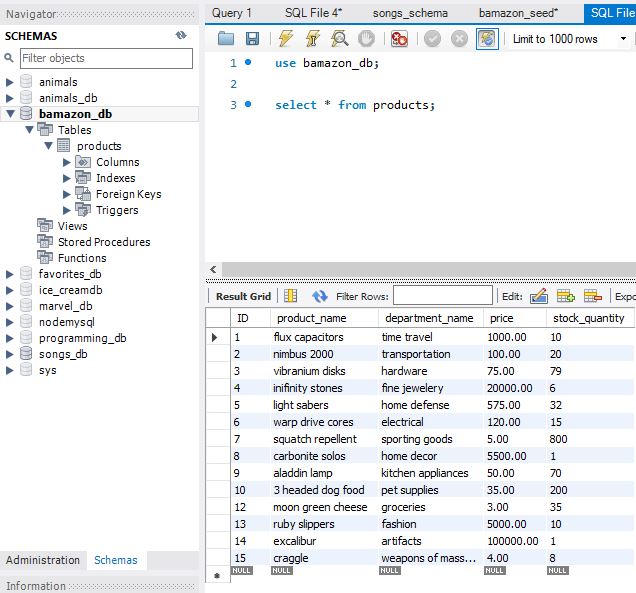 Navigator
SCHEMAS
Filter objects
animals
animals_db
bamazon_db
Tables
products
Columns
Indexes
Foreign Keys
Triggers
Views
Stored Procedures
Functions
favorites_db
ice_creamdb
marvel_db
nodemysql
programming_db
songs_db
sys
Administration Schemas
Information
Query 1 SQL File 4* songs_schema bamazon_seed* SQL File
Limit to 1000 rows
1 use bamazon_db;
2
3 select * from products;
Result Grid Filter Rows: Edit: Expo
ID product_name department_name price stock_quantity
1 flux capacitors time travel 1000.00 10
2 nimbus 2000 transportation 100.00 20
3 vibranium disks hardware 75.00 79
4 inifinity stones fine jewelery 20000.00 6
5 light sabers home defense 575.00 32
6 warp drive cores electrical 120.00 15
7 squatch repellent sporting goods 5.00 800
8 carbonite solos home decor 5500.00 1
9 aladdin lamp kitchen appliances 50.00 70
10 3 headed dog food pet supplies 35.00 200
12 moon green cheese groceries 3.00 35
13 ruby slippers fashion 5000.00 10
14 excalibur artifacts 100000.00 1
15 craggle weapons of mass... 4.00 8
NULL NULL NULL NULL NULL